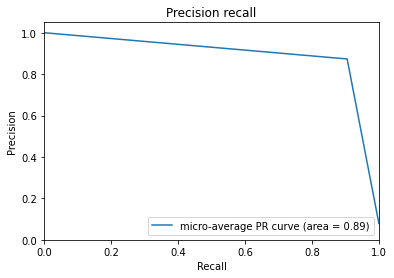 Precision recall
1.0
0.8
0.6
0.4
0.2
0.0
Precision
micro-average PR curve (area = 0.89)
0.0 0.2 0.4 0.6 0.8 1.0
Recall